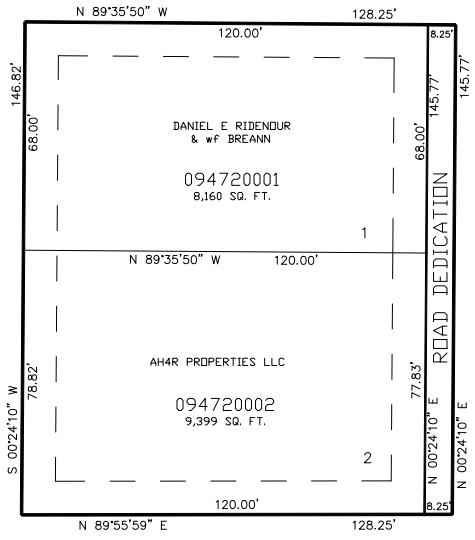 N 89°35'50" W 128.25'
120.00' 8.25'
146.82'
68.00'
68.00'
145.77'
145.77'
DANIEL E RIDENOUR
& wf BREANN
094720001
8,160 SQ. FT.
1
ROAD DEDICATION
N 89°35'50" W 120.00'
AH4R PROPERTIES LLC
094720002
9,399 SQ. FT.
2
78.82'
77.83'
S 00°24'10" W
N 00°24'10" E
N 00°24'10" E
120.00' 8.25'
N 89°55'59" E 128.25'